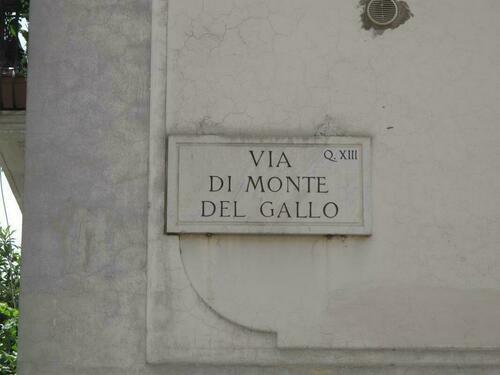 VIA Q. XIII
DI MONTE
DEL GALLO